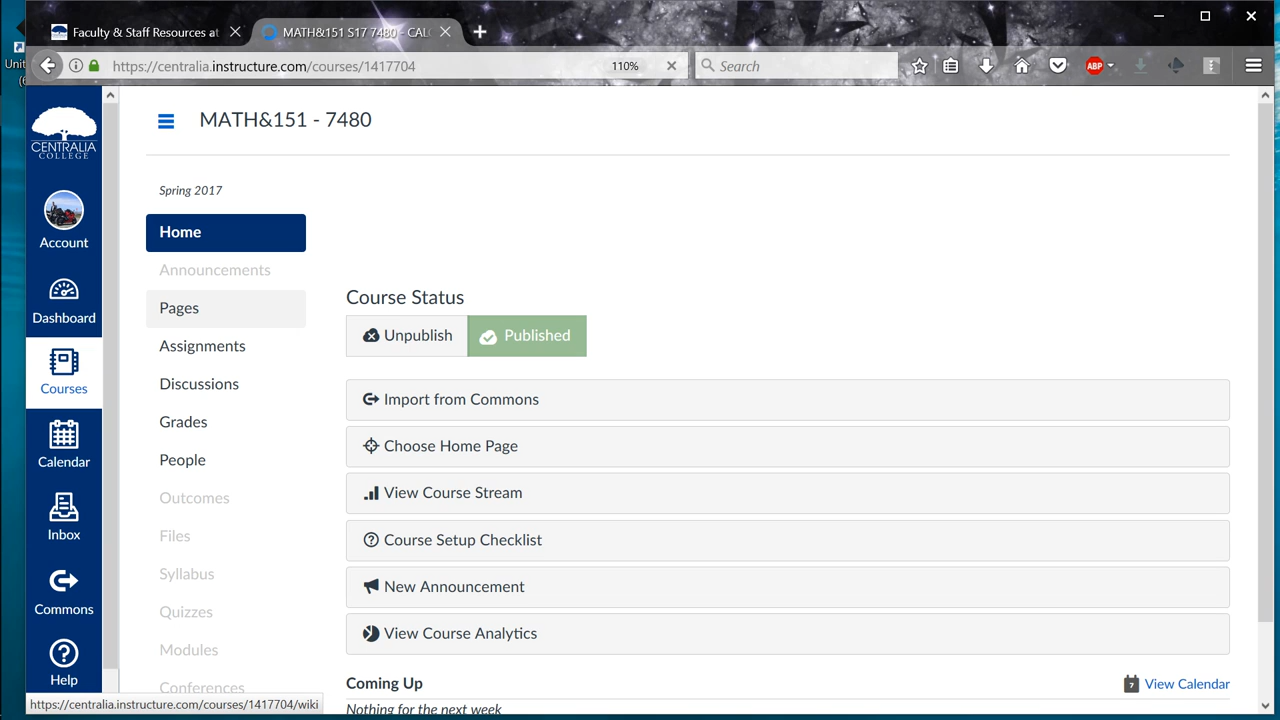 Faculty & Staff Resources at
MATH&151 S17 7480 - CALC
https://centralia.instructure.com/courses/1417704
110%
Search
ABP
Unit
CENTRALIA
COLLEGE
Account
Dashboard
Courses
Calendar
Inbox
Commons
Help
MATH&151 - 7480
Spring 2017
Home
Announcements
Pages
Assignments
Discussions
Grades
People
Outcomes
Files
Syllabus
Quizzes
Modules
Conferences
Course Status
Unpublish
Published
Import from Commons
Choose Home Page
View Course Stream
Course Setup Checklist
New Announcement
View Course Analytics
Coming Up
7
View Calendar
Nothing for the next week
https://centralia.instructure.com/courses/1417704/wiki